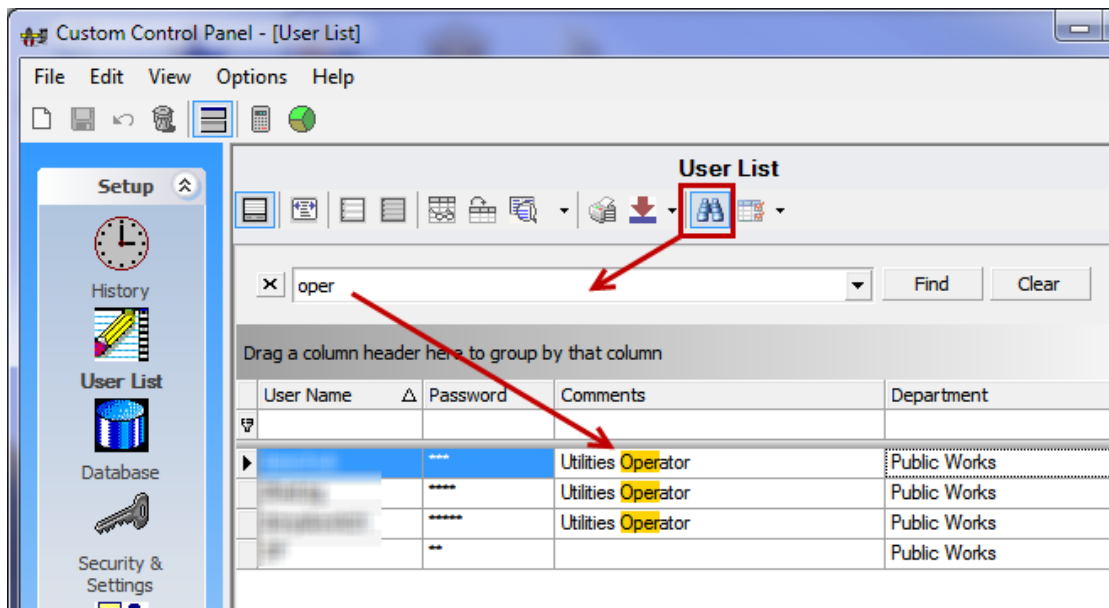 Custom Control Panel - [User List]
File Edit View Options Help
User List
Setup
oper
Find Clear
History
Drag a column header here to group by that column
User List
User Name Password Comments Department
*** Utilities Operator Public Works
Database
**** Utilities Operator Public Works
***** Utilities Operator Public Works
** Public Works
Security &
Settings